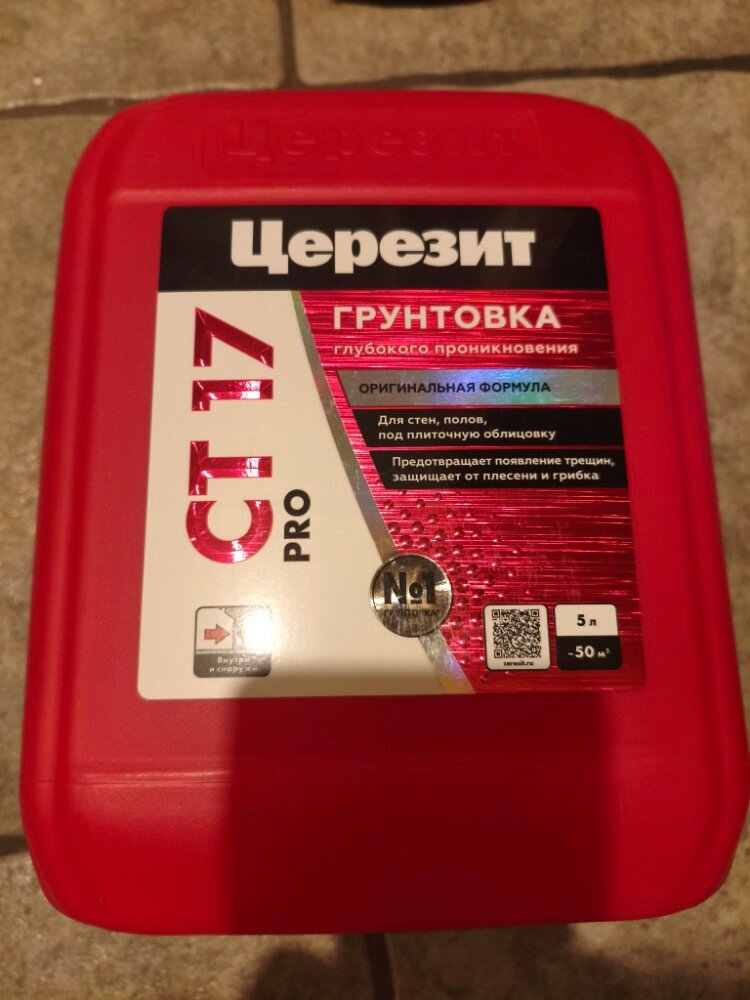 Церезит
Церезит
СТ 17
PRO
ГРУНТОВКА
глубокого проникновения
ОРИГИНАЛЬНАЯ ФОРМУЛА
Для стен, полов,
под плиточную облицовку
Предотвращает появление трещин,
защищает от плесени и грибка
№1
ГРУНТОВКА
Внутри
и снаружи
ceresit.ru
5 л
~50 м²